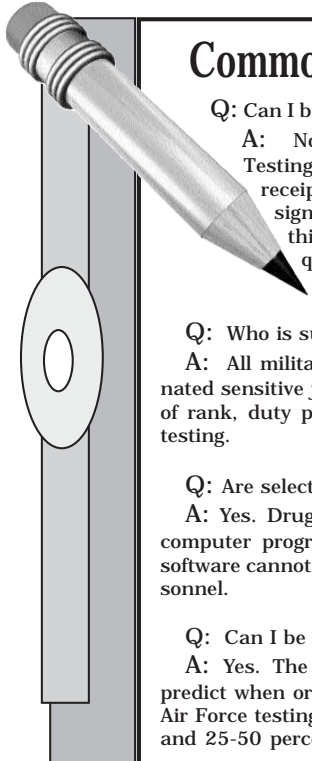 Commo
Q: Can I b
A: No
Testing
receip
sign
thi
q
Q: Who is su
A: All milita
nated sensitive j
of rank, duty p
testing.
Q: Are select
A: Yes. Drug
computer progr
software cannot
sonnel.
Q: Can I be
A: Yes. The
predict when or
Air Force testing
and 25-50 perc